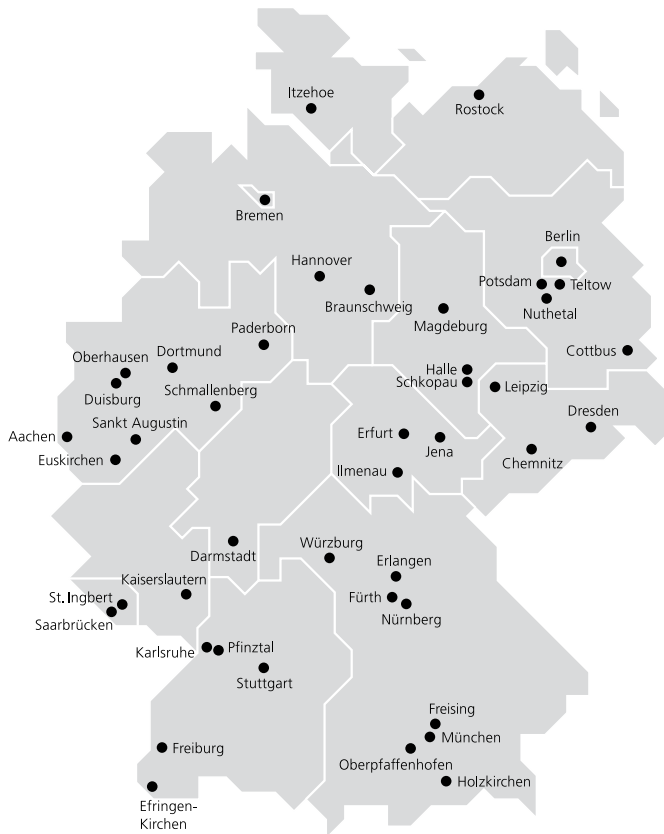 Itzehoe
Rostock
Bremen
Berlin
Hannover
Potsdam
Teltow
Braunschweig
Nuthetal
Magdeburg
Paderborn
Cottbus
Oberhausen
Dortmund
Halle
Schkopau
Leipzig
Duisburg
Schmallenberg
Dresden
Sankt Augustin
Aachen
Erfurt
Jena
Euskirchen
Chemnitz
Ilmenau
Würzburg
Darmstadt
Erlangen
Kaiserslautern
St. Ingbert
Fürth
Saarbrücken
Nürnberg
Karlsruhe
Pfinztal
Stuttgart
Freising
München
Freiburg
Oberpfaffenhofen
Holzkirchen
Efringen-
Kirchen